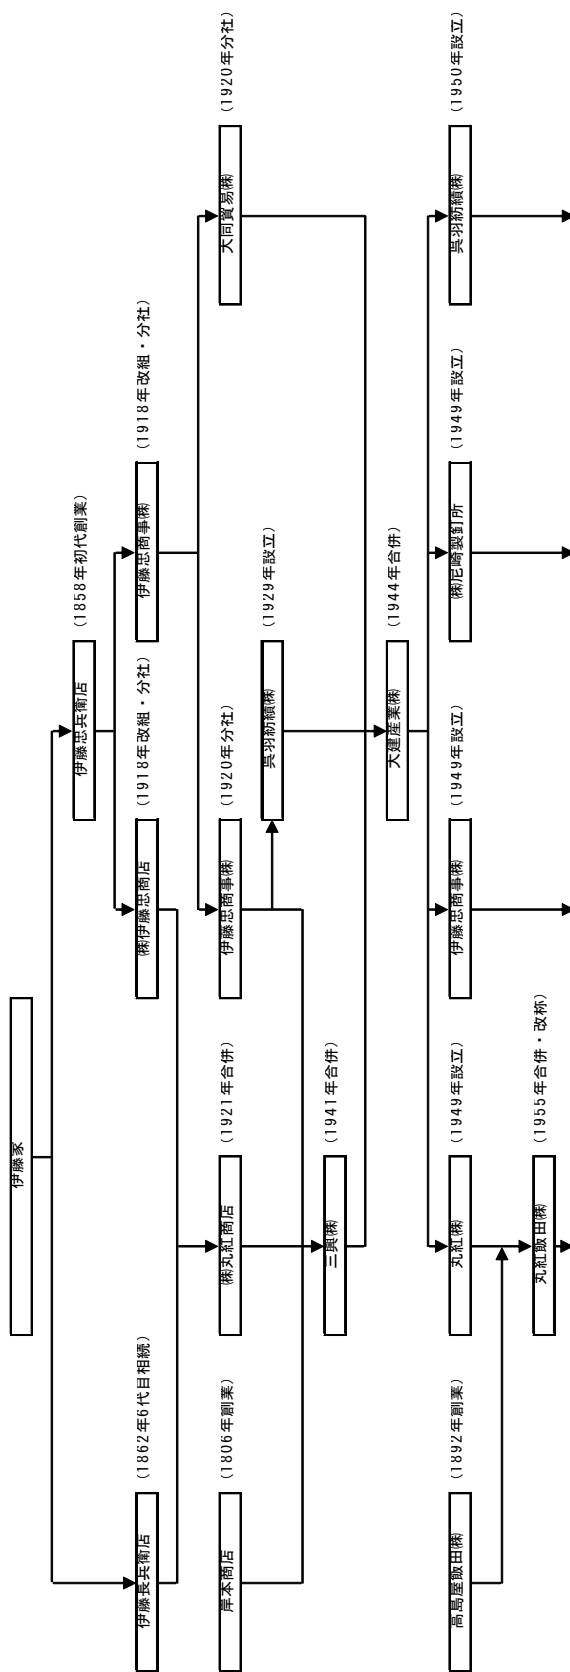 伊藤家
伊藤忠兵衛店
(1858年初代創業)
伊藤長兵衛店
(1862年6代目相続)
㈱伊藤忠商店
(1918年改組・分社)
伊藤忠商事㈱
(1918年改組・分社)
岸本商店
(1806年創業)
㈱丸紅商店
(1921年合併)
伊藤忠商事㈱
(1920年分社)
大同貿易㈱
(1920年分社)
呉羽紡績㈱
(1929年設立)
三興㈱
(1941年合併)
大建産業㈱
(1944年合併)
高島屋飯田㈱
(1892年創業)
丸紅㈱
(1949年設立)
伊藤忠商事㈱
(1949年設立)
㈱尼崎製釘所
(1949年設立)
呉羽紡績㈱
(1950年設立)
丸紅飯田㈱
(1955年合併・改称)